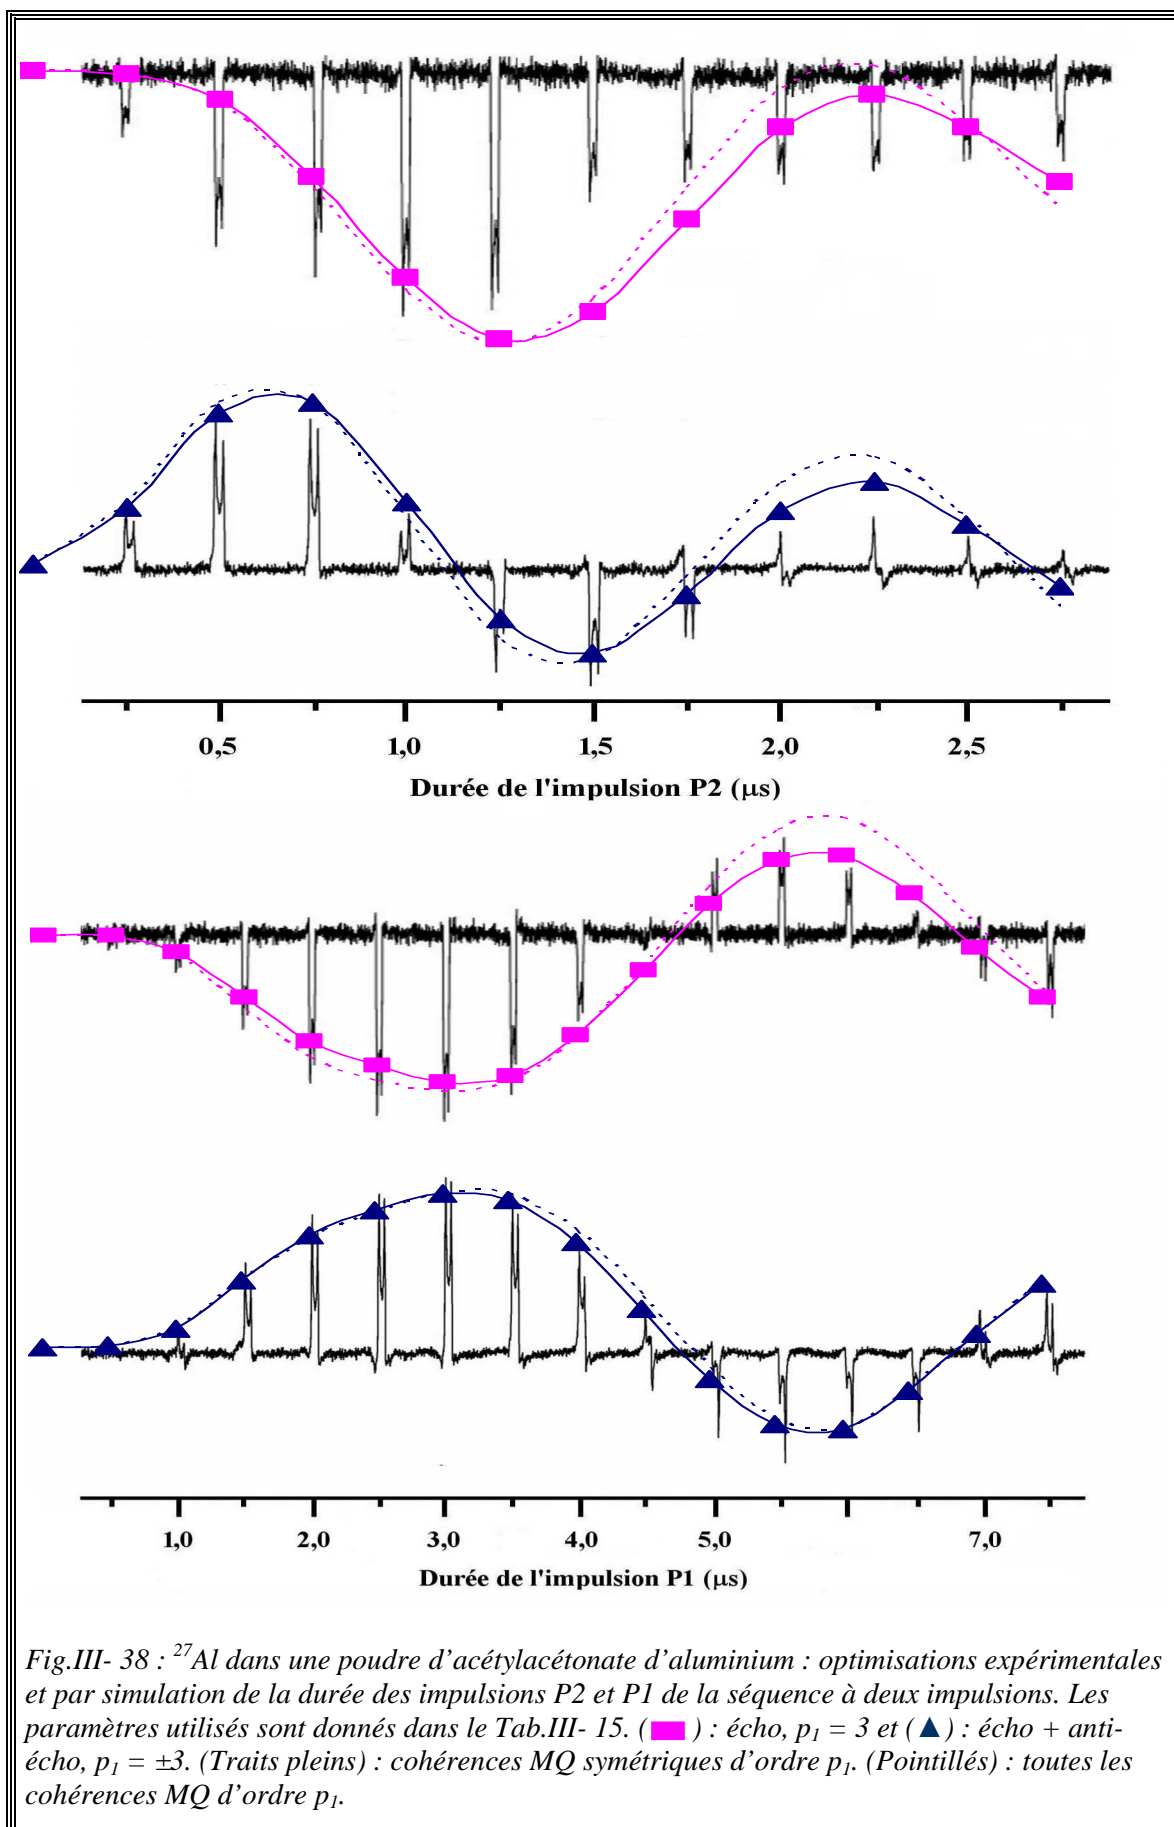 0,5 1,0 1,5 2,0 2,5
Durée de l'impulsion P2 (µs)
1,0 2,0 3,0 4,0 5,0 7,0
Durée de l'impulsion P1 (µs)
Fig.III- 38 : ²⁷Al dans une poudre d’acétylacétonate d’aluminium : optimisations expérimentales
et par simulation de la durée des impulsions P2 et P1 de la séquence à deux impulsions. Les
paramètres utilisés sont donnés dans le Tab.III- 15. ( ) : écho, p₁ = 3 et ( ) : écho + anti-
écho, p₁ = ±3. (Traits pleins) : cohérences MQ symétriques d’ordre p₁. (Pointillés) : toutes les
cohérences MQ d’ordre p₁.